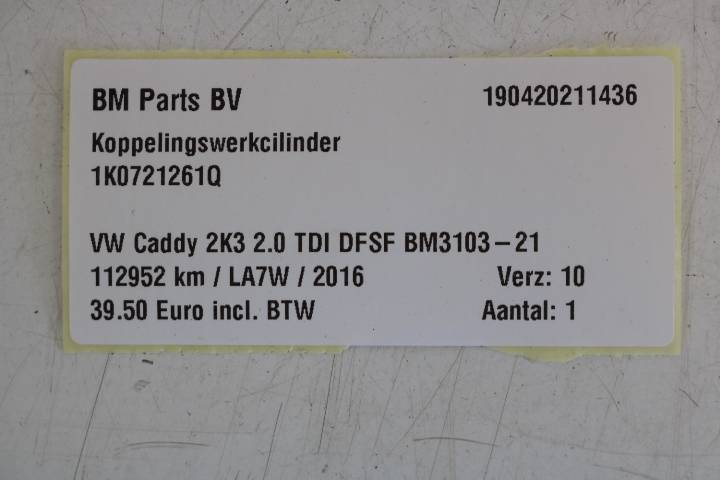 BM Parts BV 190420211436
Koppelingswerkcilinder
1K0721261Q
VW Caddy 2K3 2.0 TDI DFSF BM3103-21
112952 km / LA7W / 2016 Verz: 10
39.50 Euro incl. BTW Aantal: 1